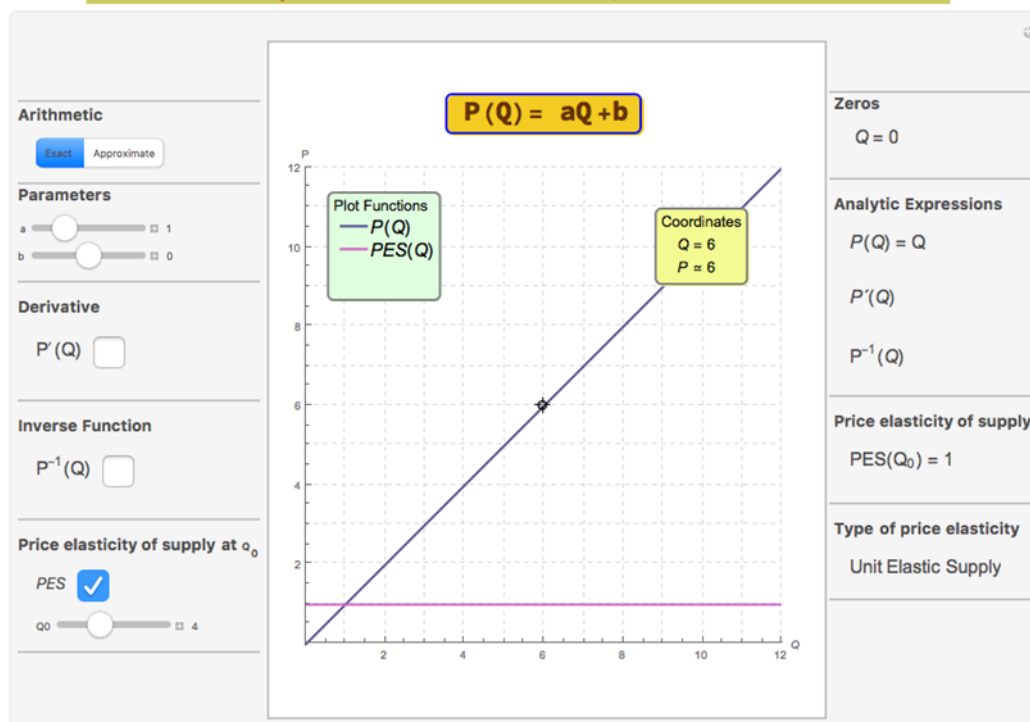 Arithmetic
Exact Approximate
Parameters
a 1
b 0
Derivative
P′(Q)
Inverse Function
P⁻¹(Q)
Price elasticity of supply at Q₀
PES
Q0 4
P(Q) = aQ+b
P
12
10
8
6
4
2
2 4 6 8 10 12
Q
Plot Functions
P(Q)
PES(Q)
Coordinates
Q = 6
P ≃ 6
Zeros
Q = 0
Analytic Expressions
P(Q) = Q
P′(Q)
P⁻¹(Q)
Price elasticity of supply
PES(Q₀) = 1
Type of price elasticity
Unit Elastic Supply